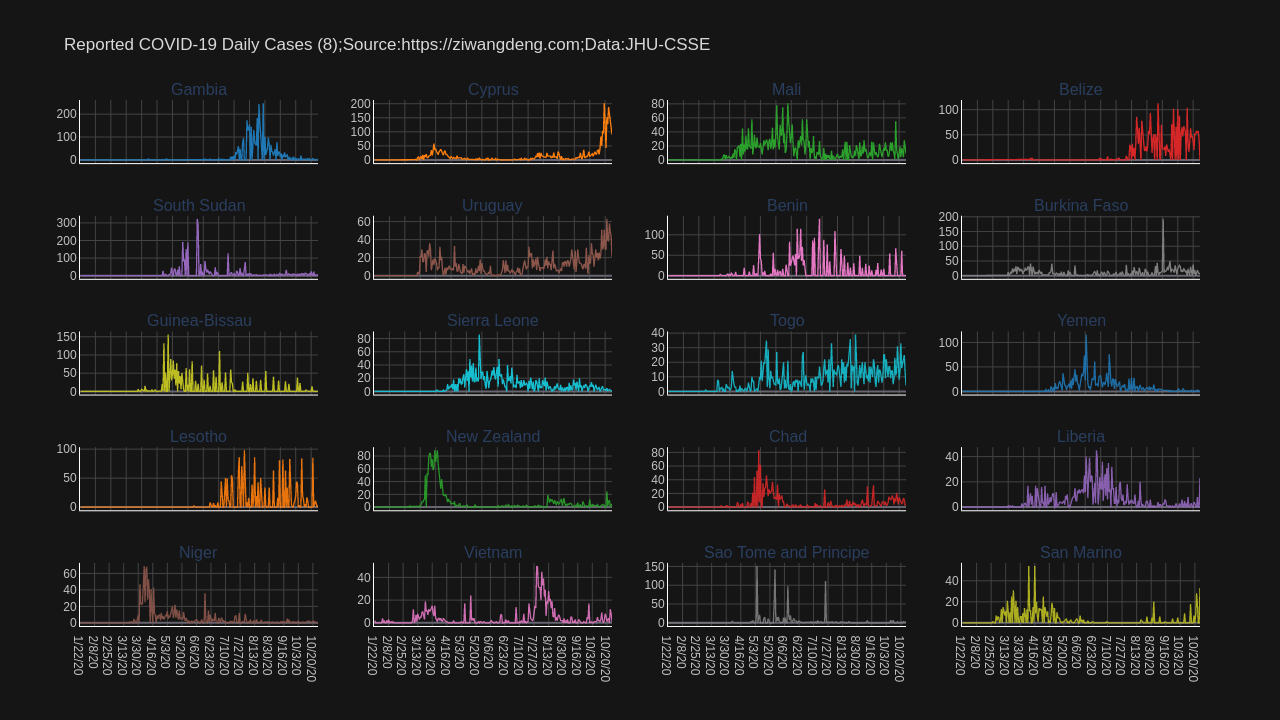 Reported COVID-19 Daily Cases (8);Source:https://ziwangdeng.com;Data:JHU-CSSE
Gambia Cyprus Mali Belize
200 100 0
200 150 100 50 0
80 60 40 20 0
100 50 0
South Sudan Uruguay Benin Burkina Faso
300 200 100 0
60 40 20 0
100 50 0
200 150 100 50 0
Guinea-Bissau Sierra Leone Togo Yemen
150 100 50 0
80 60 40 20 0
40 30 20 10 0
100 50 0
Lesotho New Zealand Chad Liberia
100 50 0
80 60 40 20 0
80 60 40 20 0
40 20 0
Niger Vietnam Sao Tome and Principe San Marino
60 40 20 0
40 20 0
150 100 50 0
40 20 0
1/22/20 2/8/20 2/25/20 3/13/20 3/30/20 4/16/20 5/3/20 5/20/20 6/6/20 6/23/20 7/10/20 7/27/20 8/13/20 8/30/20 9/16/20 10/3/20 10/20/20
1/22/20 2/8/20 2/25/20 3/13/20 3/30/20 4/16/20 5/3/20 5/20/20 6/6/20 6/23/20 7/10/20 7/27/20 8/13/20 8/30/20 9/16/20 10/3/20 10/20/20
1/22/20 2/8/20 2/25/20 3/13/20 3/30/20 4/16/20 5/3/20 5/20/20 6/6/20 6/23/20 7/10/20 7/27/20 8/13/20 8/30/20 9/16/20 10/3/20 10/20/20
1/22/20 2/8/20 2/25/20 3/13/20 3/30/20 4/16/20 5/3/20 5/20/20 6/6/20 6/23/20 7/10/20 7/27/20 8/13/20 8/30/20 9/16/20 10/3/20 10/20/20